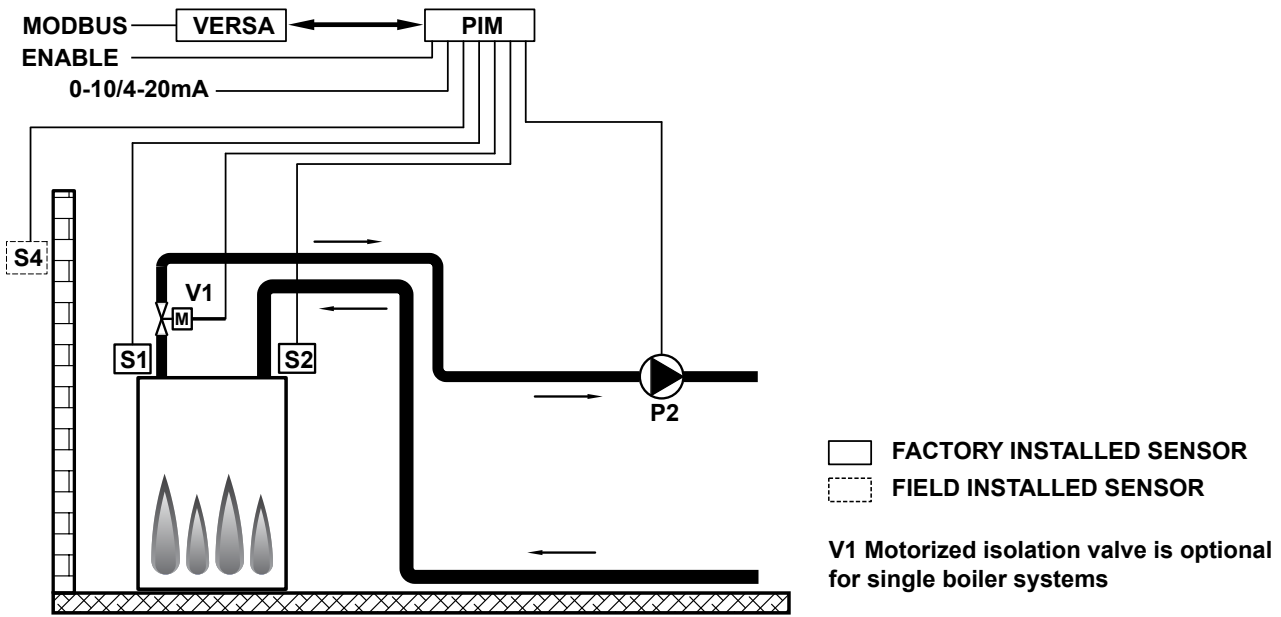 MODBUS
VERSA
PIM
ENABLE
0-10/4-20mA
S4
V1
M
S1
S2
P2
FACTORY INSTALLED SENSOR
FIELD INSTALLED SENSOR
V1 Motorized isolation valve is optional
for single boiler systems